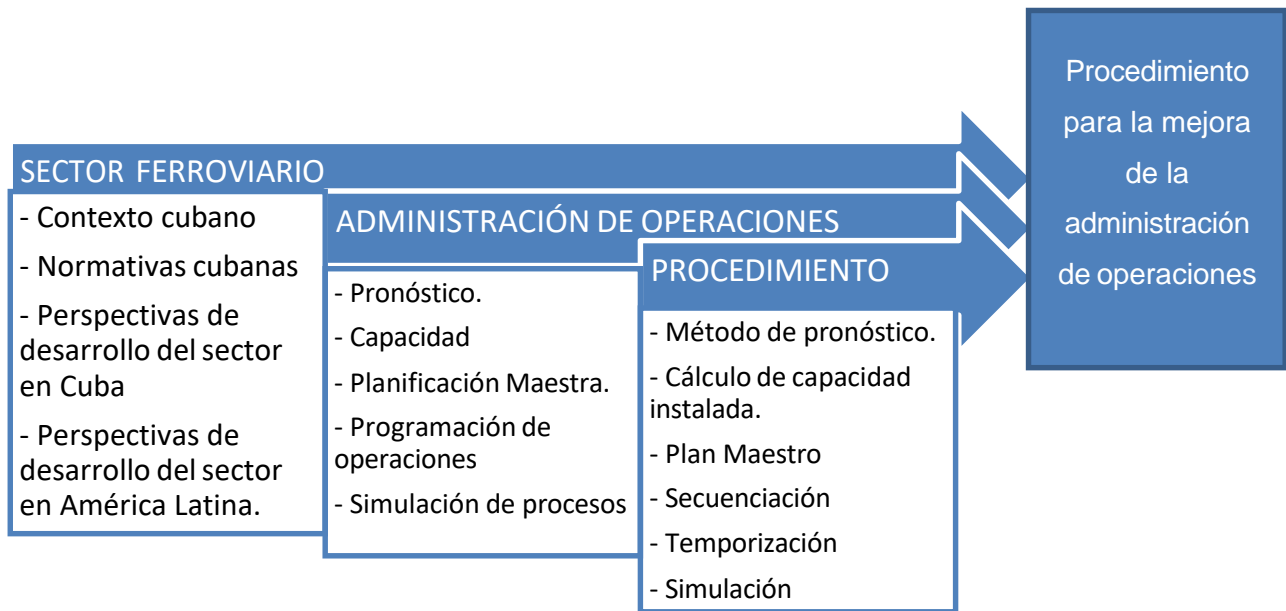 SECTOR FERROVIARIO
- Contexto cubano
- Normativas cubanas
- Perspectivas de
desarrollo del sector
en Cuba
- Perspectivas de
desarrollo del sector
en América Latina.
ADMINISTRACIÓN DE OPERACIONES
- Pronóstico.
- Capacidad
- Planificación Maestra.
- Programación de
operaciones
- Simulación de procesos
PROCEDIMIENTO
- Método de pronóstico.
- Cálculo de capacidad
instalada.
- Plan Maestro
- Secuenciación
- Temporización
- Simulación
Procedimiento
para la mejora
de la
administración
de operaciones